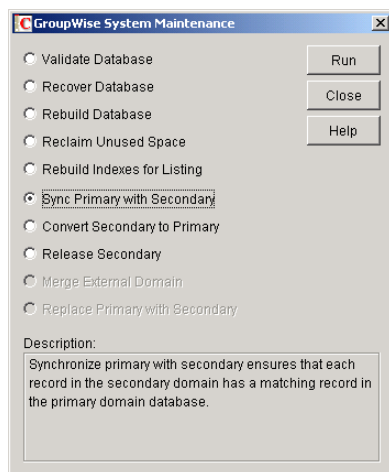 GroupWise System Maintenance
Validate Database
Run
Recover Database
Close
Rebuild Database
Help
Reclaim Unused Space
Rebuild Indexes for Listing
Sync Primary with Secondary
Convert Secondary to Primary
Release Secondary
Merge External Domain
Replace Primary with Secondary
Description:
Synchronize primary with secondary ensures that each
record in the secondary domain has a matching record in
the primary domain database.